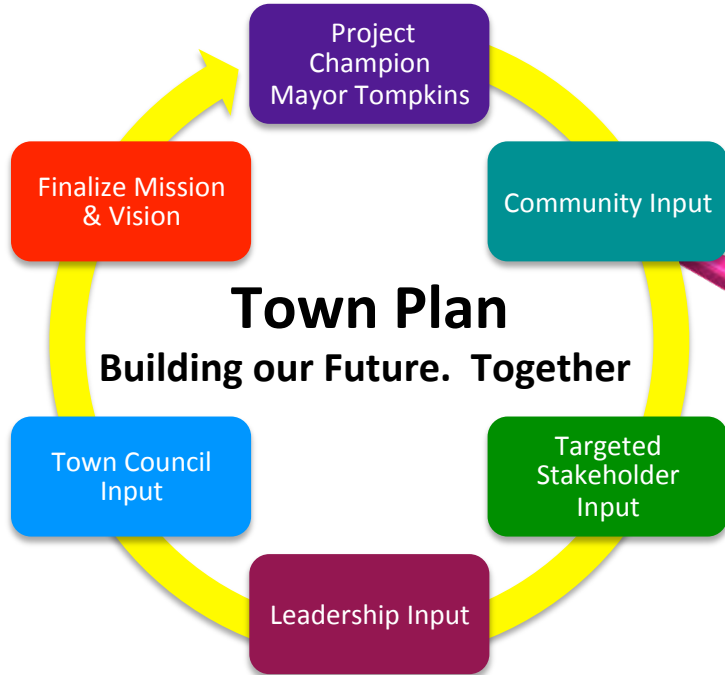 Project
Champion
Mayor Tompkins
Community Input
Targeted
Stakeholder
Input
Leadership Input
Town Council
Input
Finalize Mission
& Vision
Town Plan
Building our Future.  Together